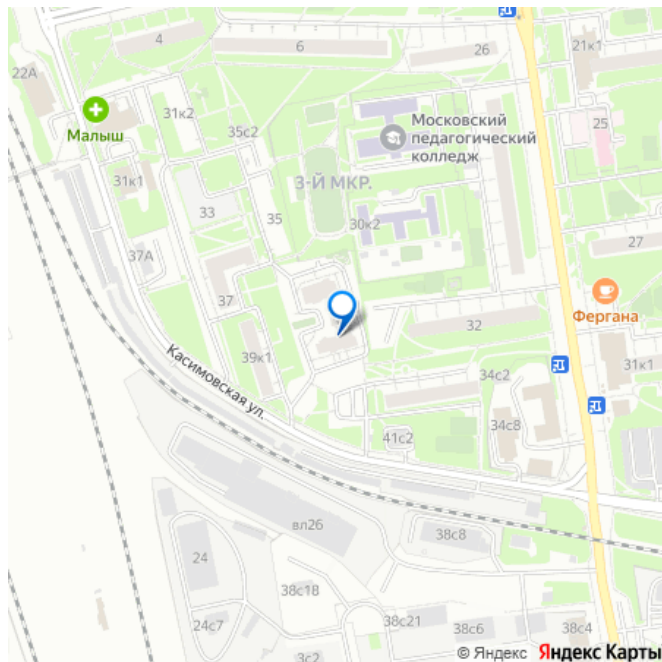 4
6
26
21к1
22А
Малыш
31к2
35с2
Московский
педагогический
колледж
25
31к1
3-Й МКР.
33
35
30к2
27
37А
37
Фергана
32
39к1
31к1
Касимовская ул.
34с2
34с8
41с2
вл26
38с8
24
38с18
24с7
38с21
38с6
38с4
3с2
© Яндекс Яндекс Карты